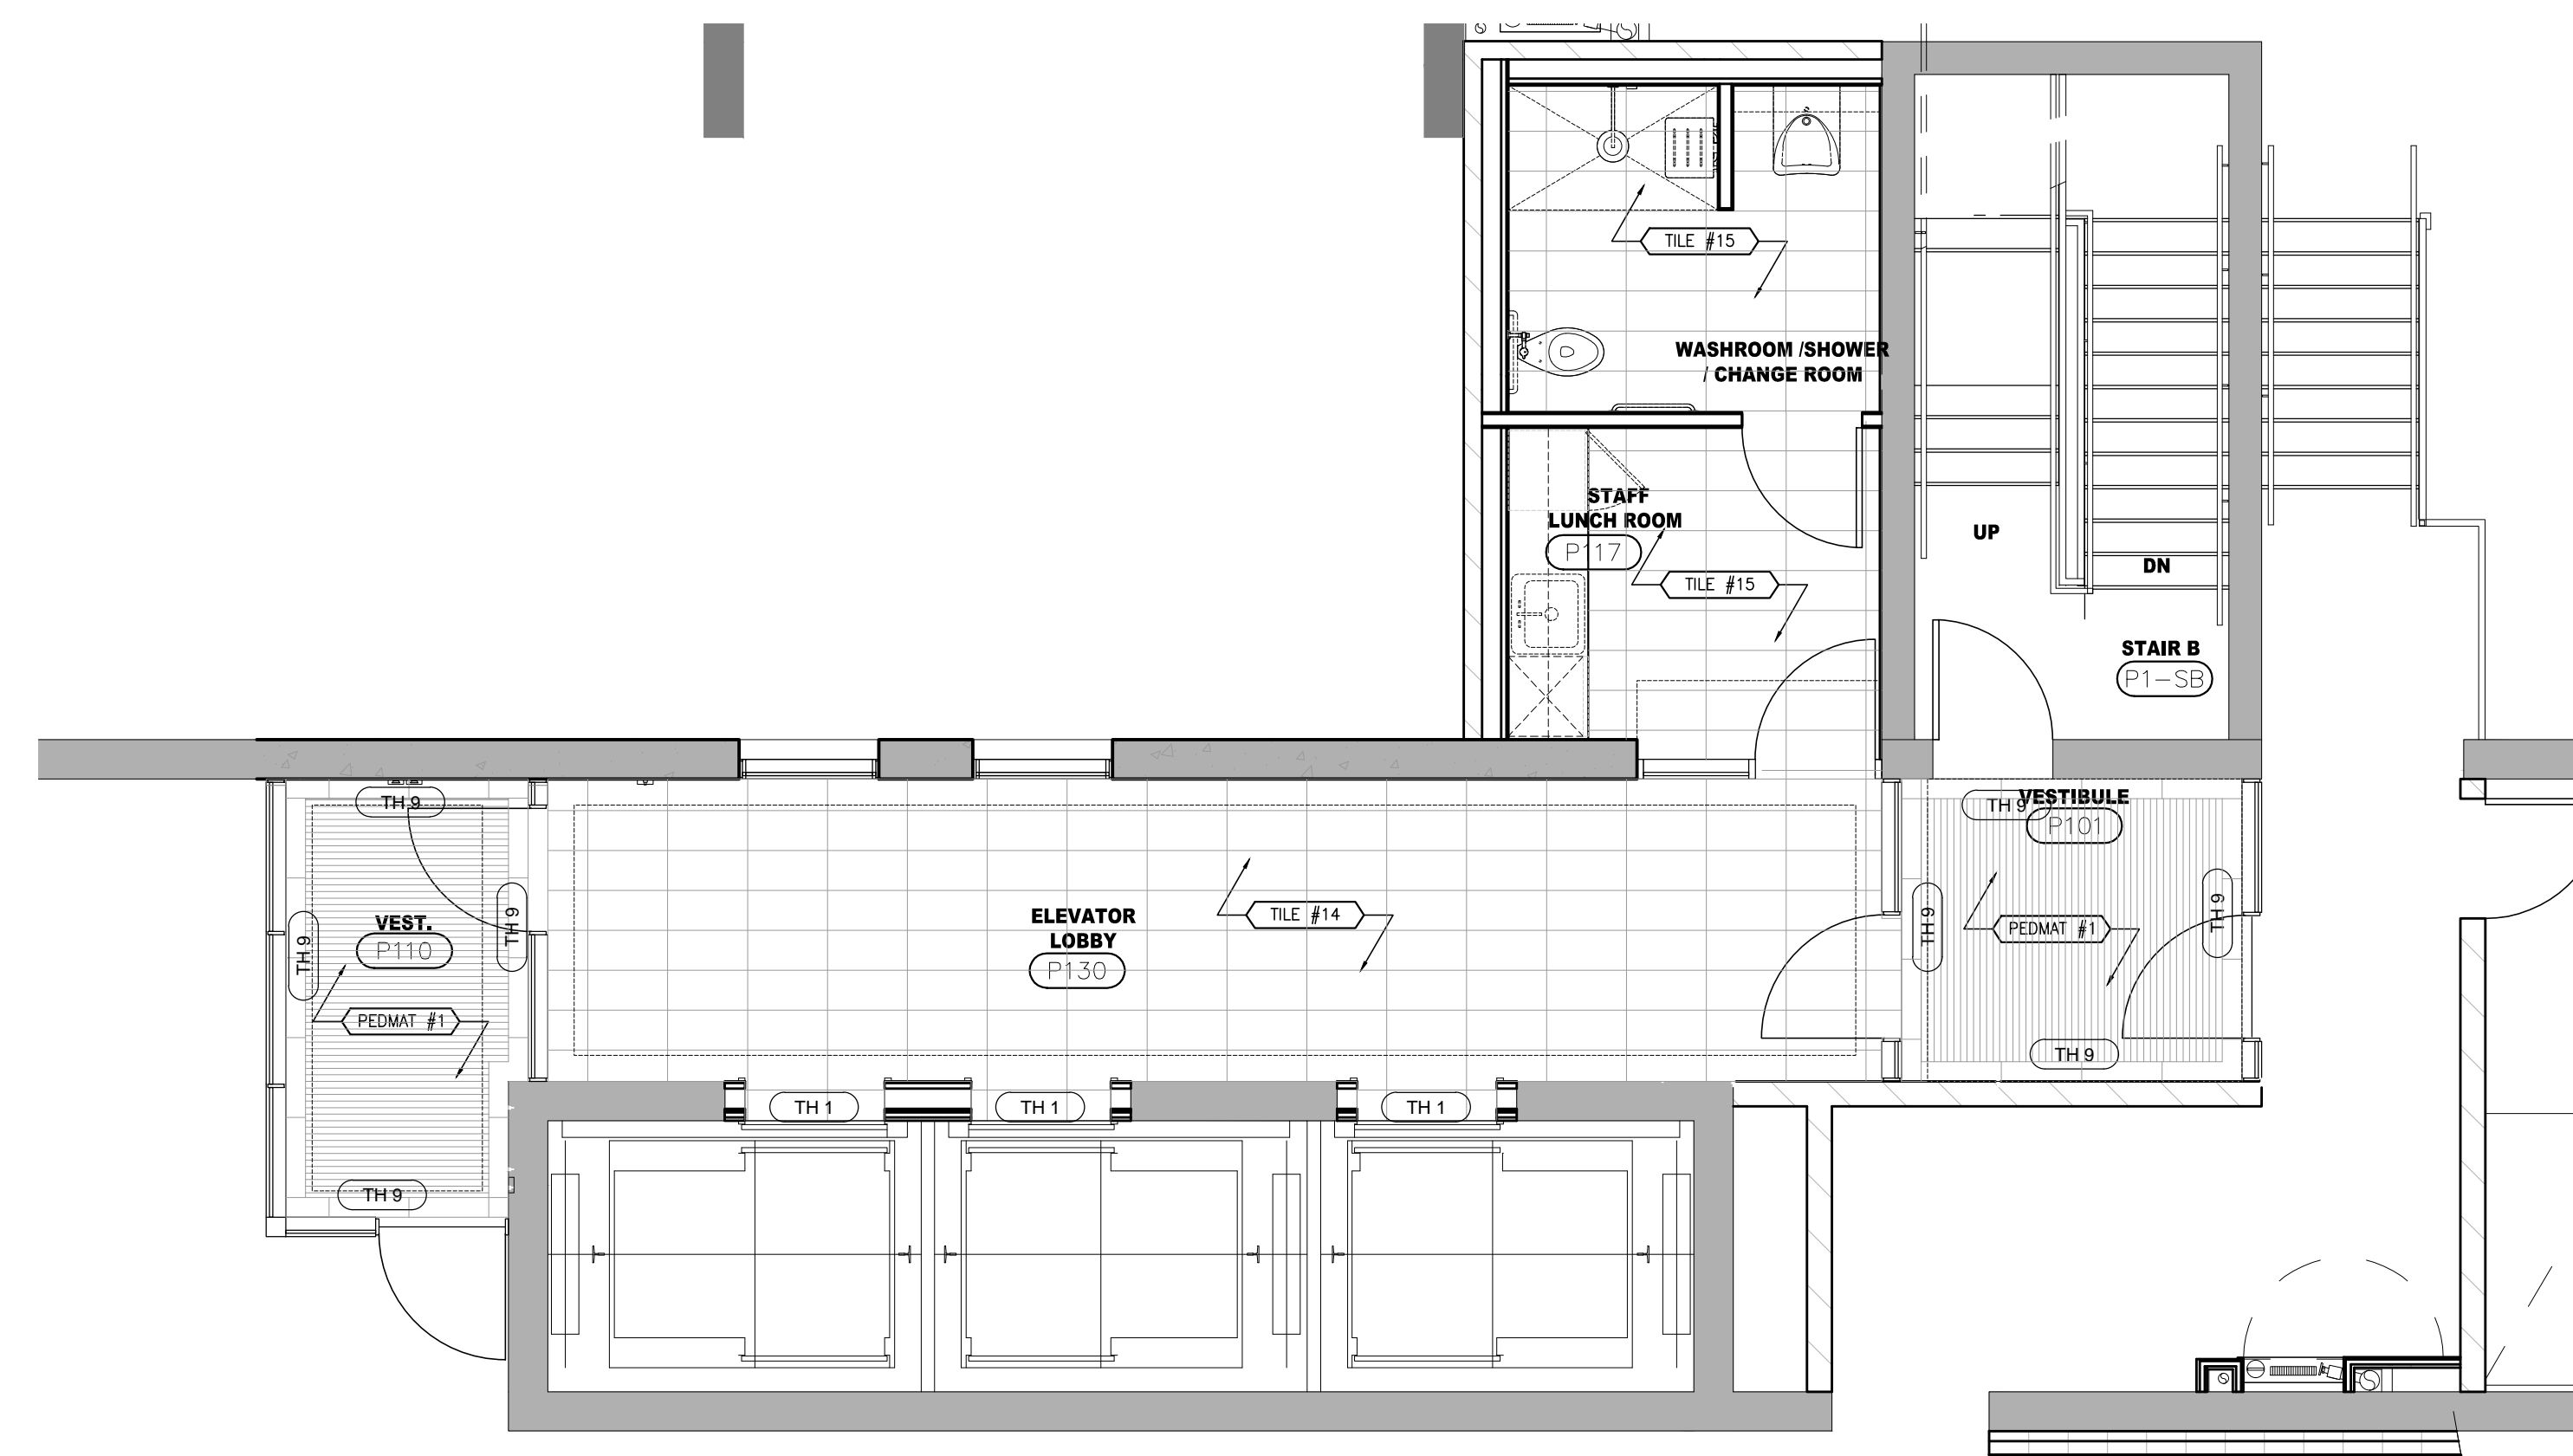 TILE #15
WASHROOM /SHOWER
/ CHANGE ROOM
STAFF
LUNCH ROOM
P117
TILE #15
UP
DN
STAIR B
P1-SB
TH 9
VESTIBULE
TH 9
P101
TH 9
VEST.
P110
TH 9
PEDMAT #1
TH 9
ELEVATOR
LOBBY
P130
TILE #14
TH 9
PEDMAT #1
TH 9
TH 9
TH 1
TH 1
TH 1
TH 9